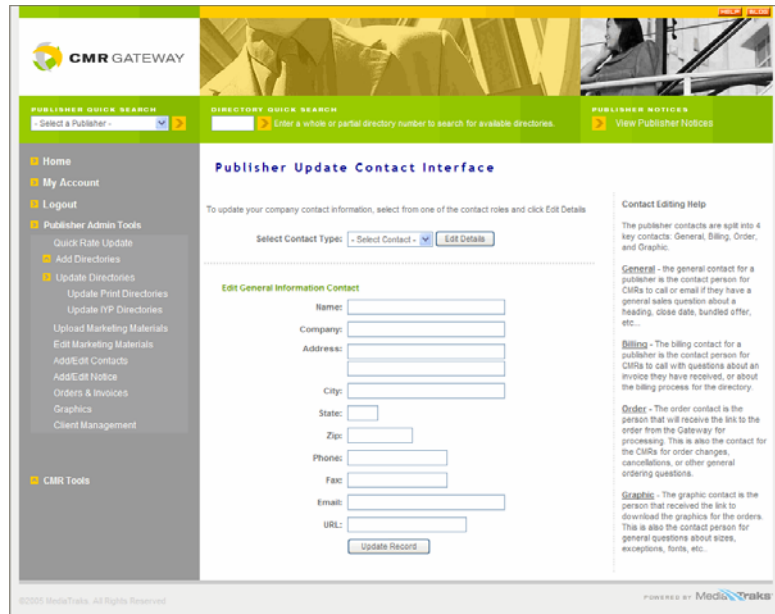 HELP BLOG
CMR GATEWAY
PUBLISHER QUICK SEARCH
- Select a Publisher -
DIRECTORY QUICK SEARCH
Enter a whole or partial directory number to search for available directories.
PUBLISHER NOTICES
View Publisher Notices
Home
My Account
Logout
Publisher Admin Tools
Quick Rate Update
Add Directories
Update Directories
Update Print Directories
Update IYP Directories
Upload Marketing Materials
Edit Marketing Materials
Add/Edit Contacts
Add/Edit Notice
Orders & Invoices
Graphics
Client Management
CMR Tools
Publisher Update Contact Interface
To update your company contact information, select from one of the contact roles and click Edit Details
Select Contact Type: - Select Contact - Edit Details
Edit General Information Contact
Name:
Company:
Address:
City:
State:
Zip:
Phone:
Fax:
Email:
URL:
Update Record
Contact Editing Help
The publisher contacts are split into 4
key contacts: General, Billing, Order,
and Graphic.
General - the general contact for a
publisher is the contact person for
CMRs to call or email if they have a
general sales question about a
heading, close date, bundled offer,
etc...
Billing - The billing contact for a
publisher is the contact person for
CMRs to call with questions about an
invoice they have received, or about
the billing process for the directory.
Order - The order contact is the
person that will receive the link to the
order from the Gateway for
processing. This is also the contact for
the CMRs for order changes,
cancellations, or other general
ordering questions.
Graphic - The graphic contact is the
person that received the link to
download the graphics for the orders.
This is also the contact person for
general questions about sizes,
exceptions, fonts, etc..
©2005 MediaTraks. All Rights Reserved.
POWERED BY MediaTraks